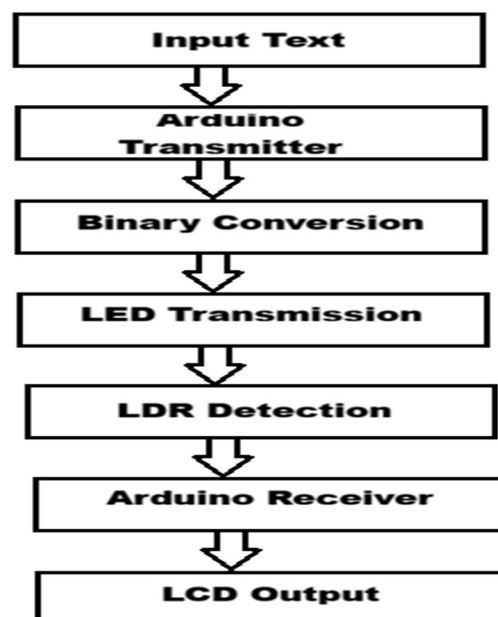 Input Text
Arduino
Transmitter
Binary Conversion
LED Transmission
LDR Detection
Arduino Receiver
LCD Output